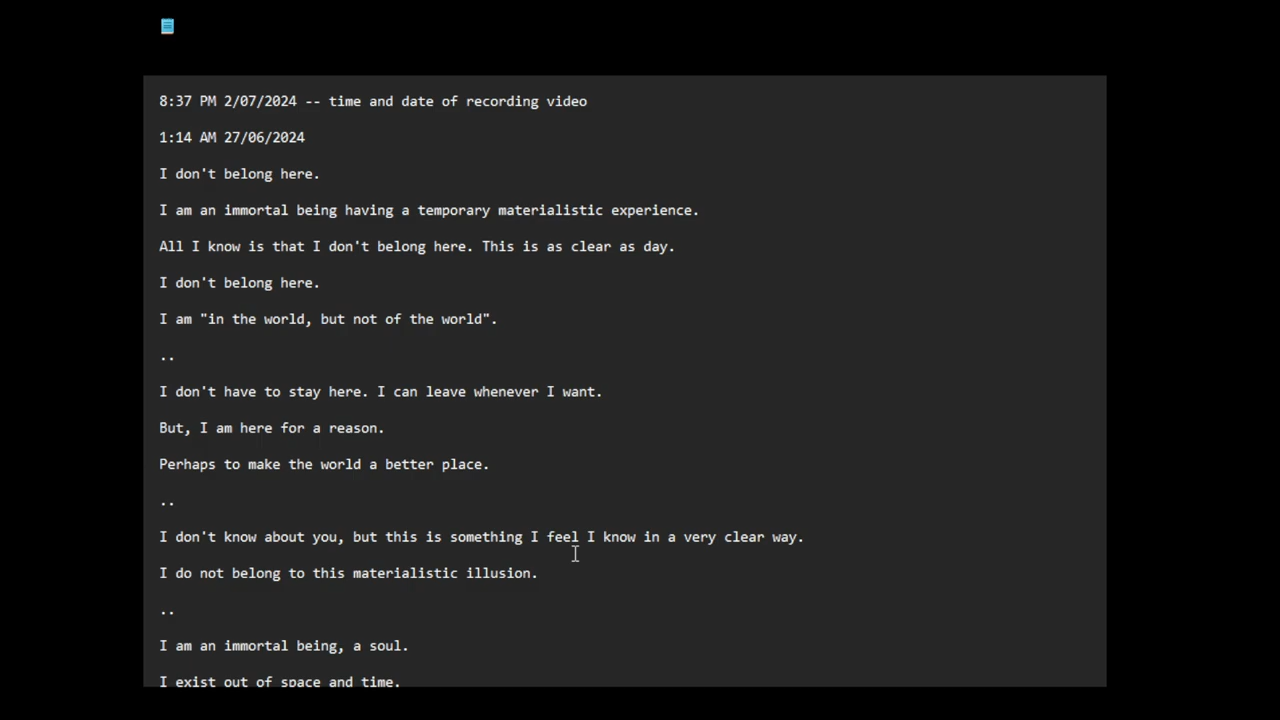 8:37 PM 2/07/2024 -- time and date of recording video
1:14 AM 27/06/2024
I don't belong here.
I am an immortal being having a temporary materialistic experience.
All I know is that I don't belong here. This is as clear as day.
I don't belong here.
I am "in the world, but not of the world".
..
I don't have to stay here. I can leave whenever I want.
But, I am here for a reason.
Perhaps to make the world a better place.
..
I don't know about you, but this is something I feel I know in a very clear way.
I do not belong to this materialistic illusion.
..
I am an immortal being, a soul.
I exist out of space and time.